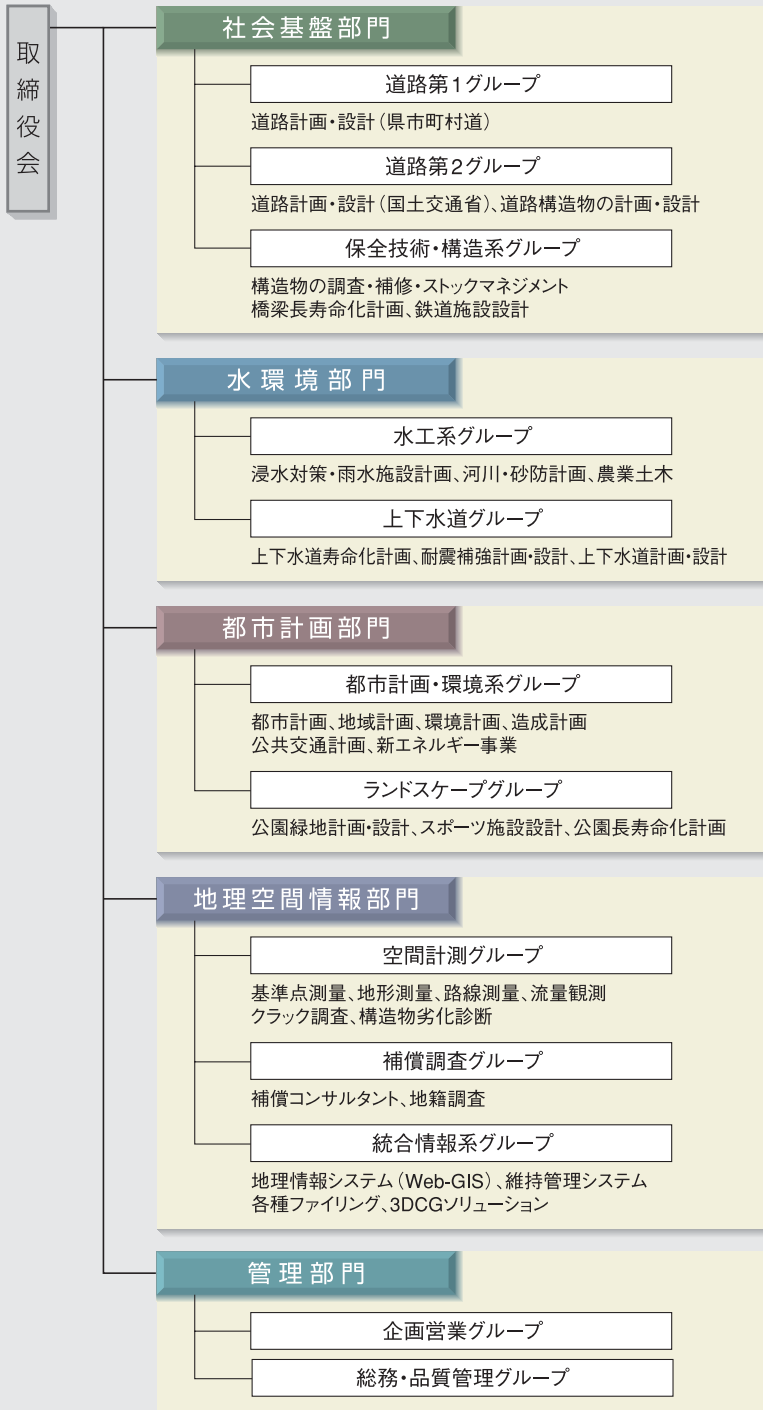 取締役会
社会基盤部門
道路第1グループ
道路計画・設計（県市町村道）
道路第2グループ
道路計画・設計（国土交通省）、道路構造物の計画・設計
保全技術・構造系グループ
構造物の調査・補修・ストックマネジメント
橋梁長寿命化計画、鉄道施設設計
水環境部門
水工系グループ
浸水対策・雨水施設計画、河川・砂防計画、農業土木
上下水道グループ
上下水道寿命化計画、耐震補強計画・設計、上下水道計画・設計
都市計画部門
都市計画・環境系グループ
都市計画、地域計画、環境計画、造成計画
公共交通計画、新エネルギー事業
ランドスケープグループ
公園緑地計画・設計、スポーツ施設設計、公園長寿命化計画
地理空間情報部門
空間計測グループ
基準点測量、地形測量、路線測量、流量観測
クラック調査、構造物劣化診断
補償調査グループ
補償コンサルタント、地籍調査
統合情報系グループ
地理情報システム（Web-GIS）、維持管理システム
各種ファイリング、3DCGソリューション
管理部門
企画営業グループ
総務・品質管理グループ